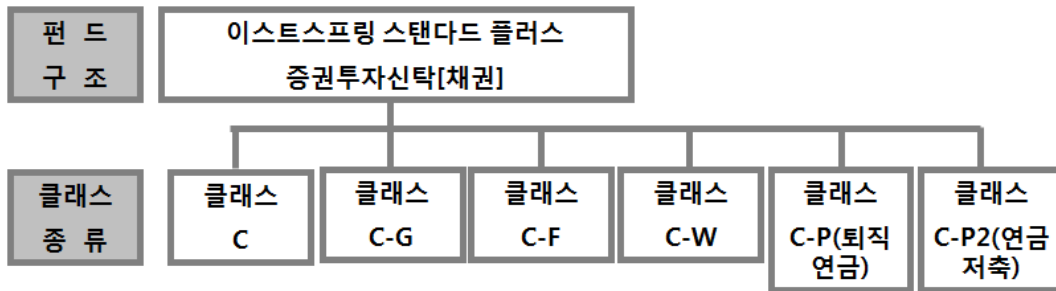 펀 드
구 조
이스트스프링 스탠다드 플러스
증권투자신탁[채권]
클래스
종 류
클래스
C
클래스
C-G
클래스
C-F
클래스
C-W
클래스
C-P(퇴직
연금)
클래스
C-P2(연금
저축)